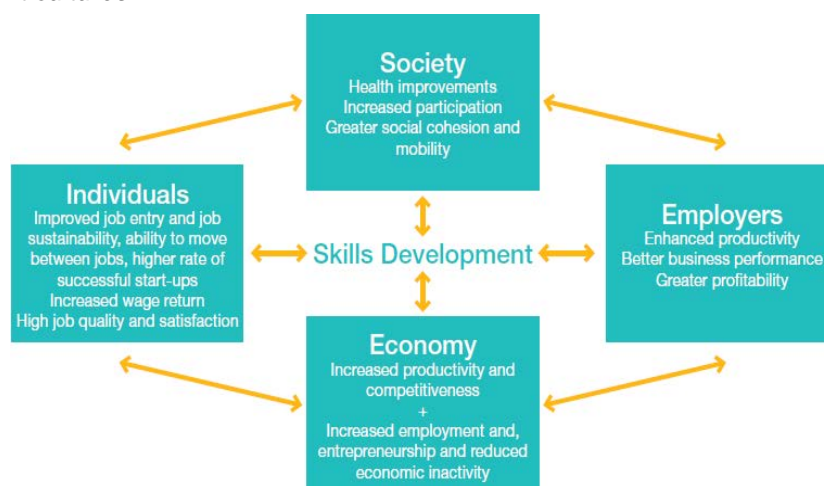 Society
Health improvements
Increased participation
Greater social cohesion and
mobility
Individuals
Improved job entry and job
sustainability, ability to move
between jobs, higher rate of
successful start-ups
Increased wage return
High job quality and satisfaction
Skills Development
Employers
Enhanced productivity
Better business performance
Greater profitability
Economy
Increased productivity and
competitiveness
+
Increased employment and,
entrepreneurship and reduced
economic inactivity